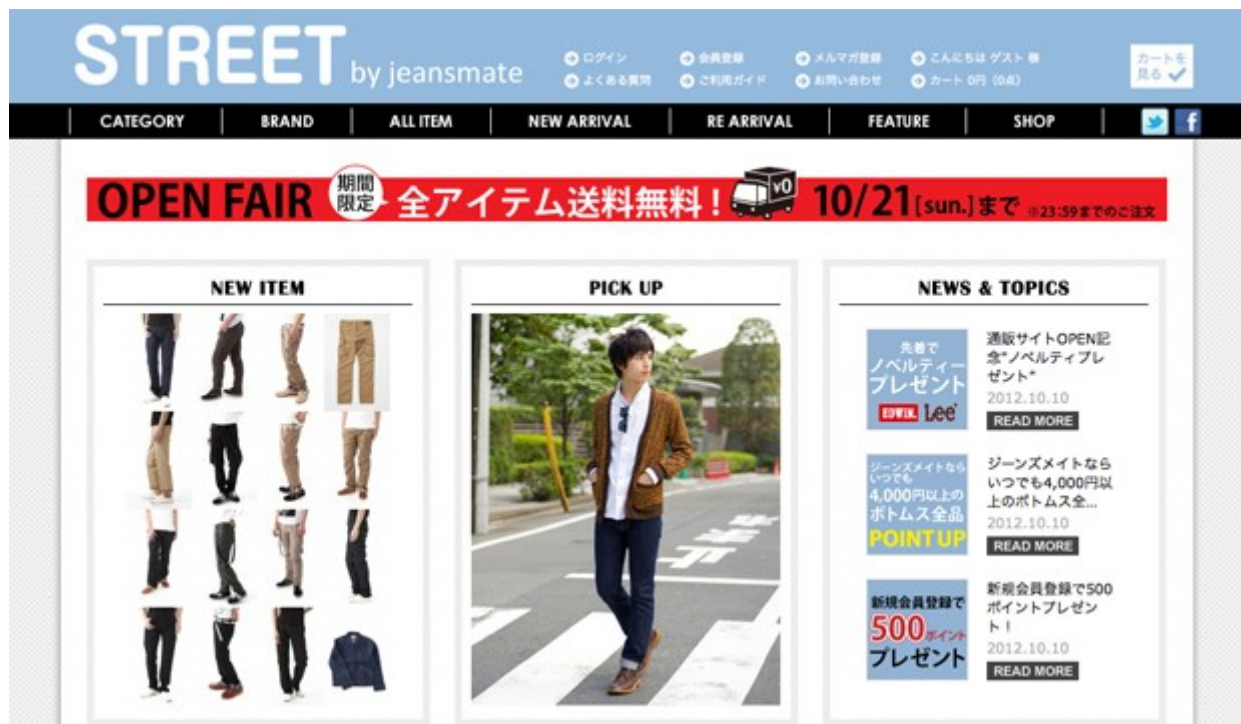 STREET by jeansmate
ログイン 会員登録 メルマガ登録 こんにちは ゲスト 様
よくある質問 ご利用ガイド お問い合わせ カート 0円 (0点)
カートを
見る
CATEGORY BRAND ALL ITEM NEW ARRIVAL RE ARRIVAL FEATURE SHOP
OPEN FAIR 期間限定 全アイテム送料無料! ¥0 10/21[sun.]まで ※23:59までのご注文
NEW ITEM
PICK UP
NEWS & TOPICS
先着で
ノベルティー
プレゼント
EDWIN Lee
通販サイトOPEN記
念"ノベルティプレ
ゼント"
2012.10.10
READ MORE
ジーンズメイトなら
いつでも
4,000円以上の
ボトムス全品
POINT UP
ジーンズメイトなら
いつでも4,000円以
上のボトムス全...
2012.10.10
READ MORE
新規会員登録で
500ポイント
プレゼント
新規会員登録で500
ポイントプレゼン
ト!
2012.10.10
READ MORE